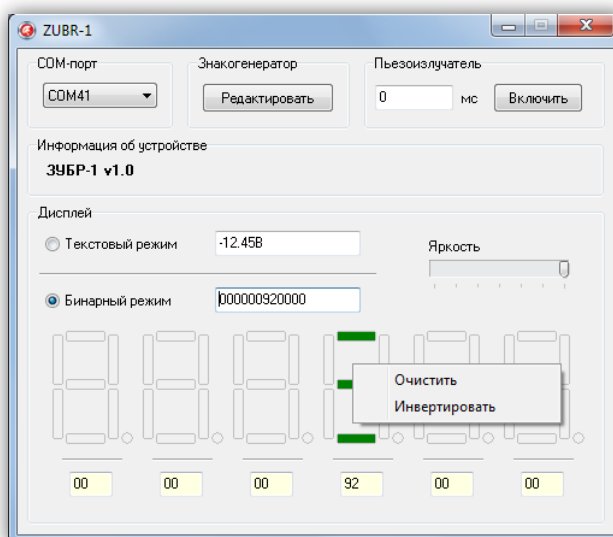 ZUBR-1
COM-порт
Знакогенератор
Пьезоизлучатель
COM41
Редактировать
0
мс
Включить
Информация об устройстве
ЗУБР-1 v1.0
Дисплей
Текстовый режим
-12.45B
Яркость
Бинарный режим
000000920000
Очистить
Инвертировать
00
00
00
92
00
00